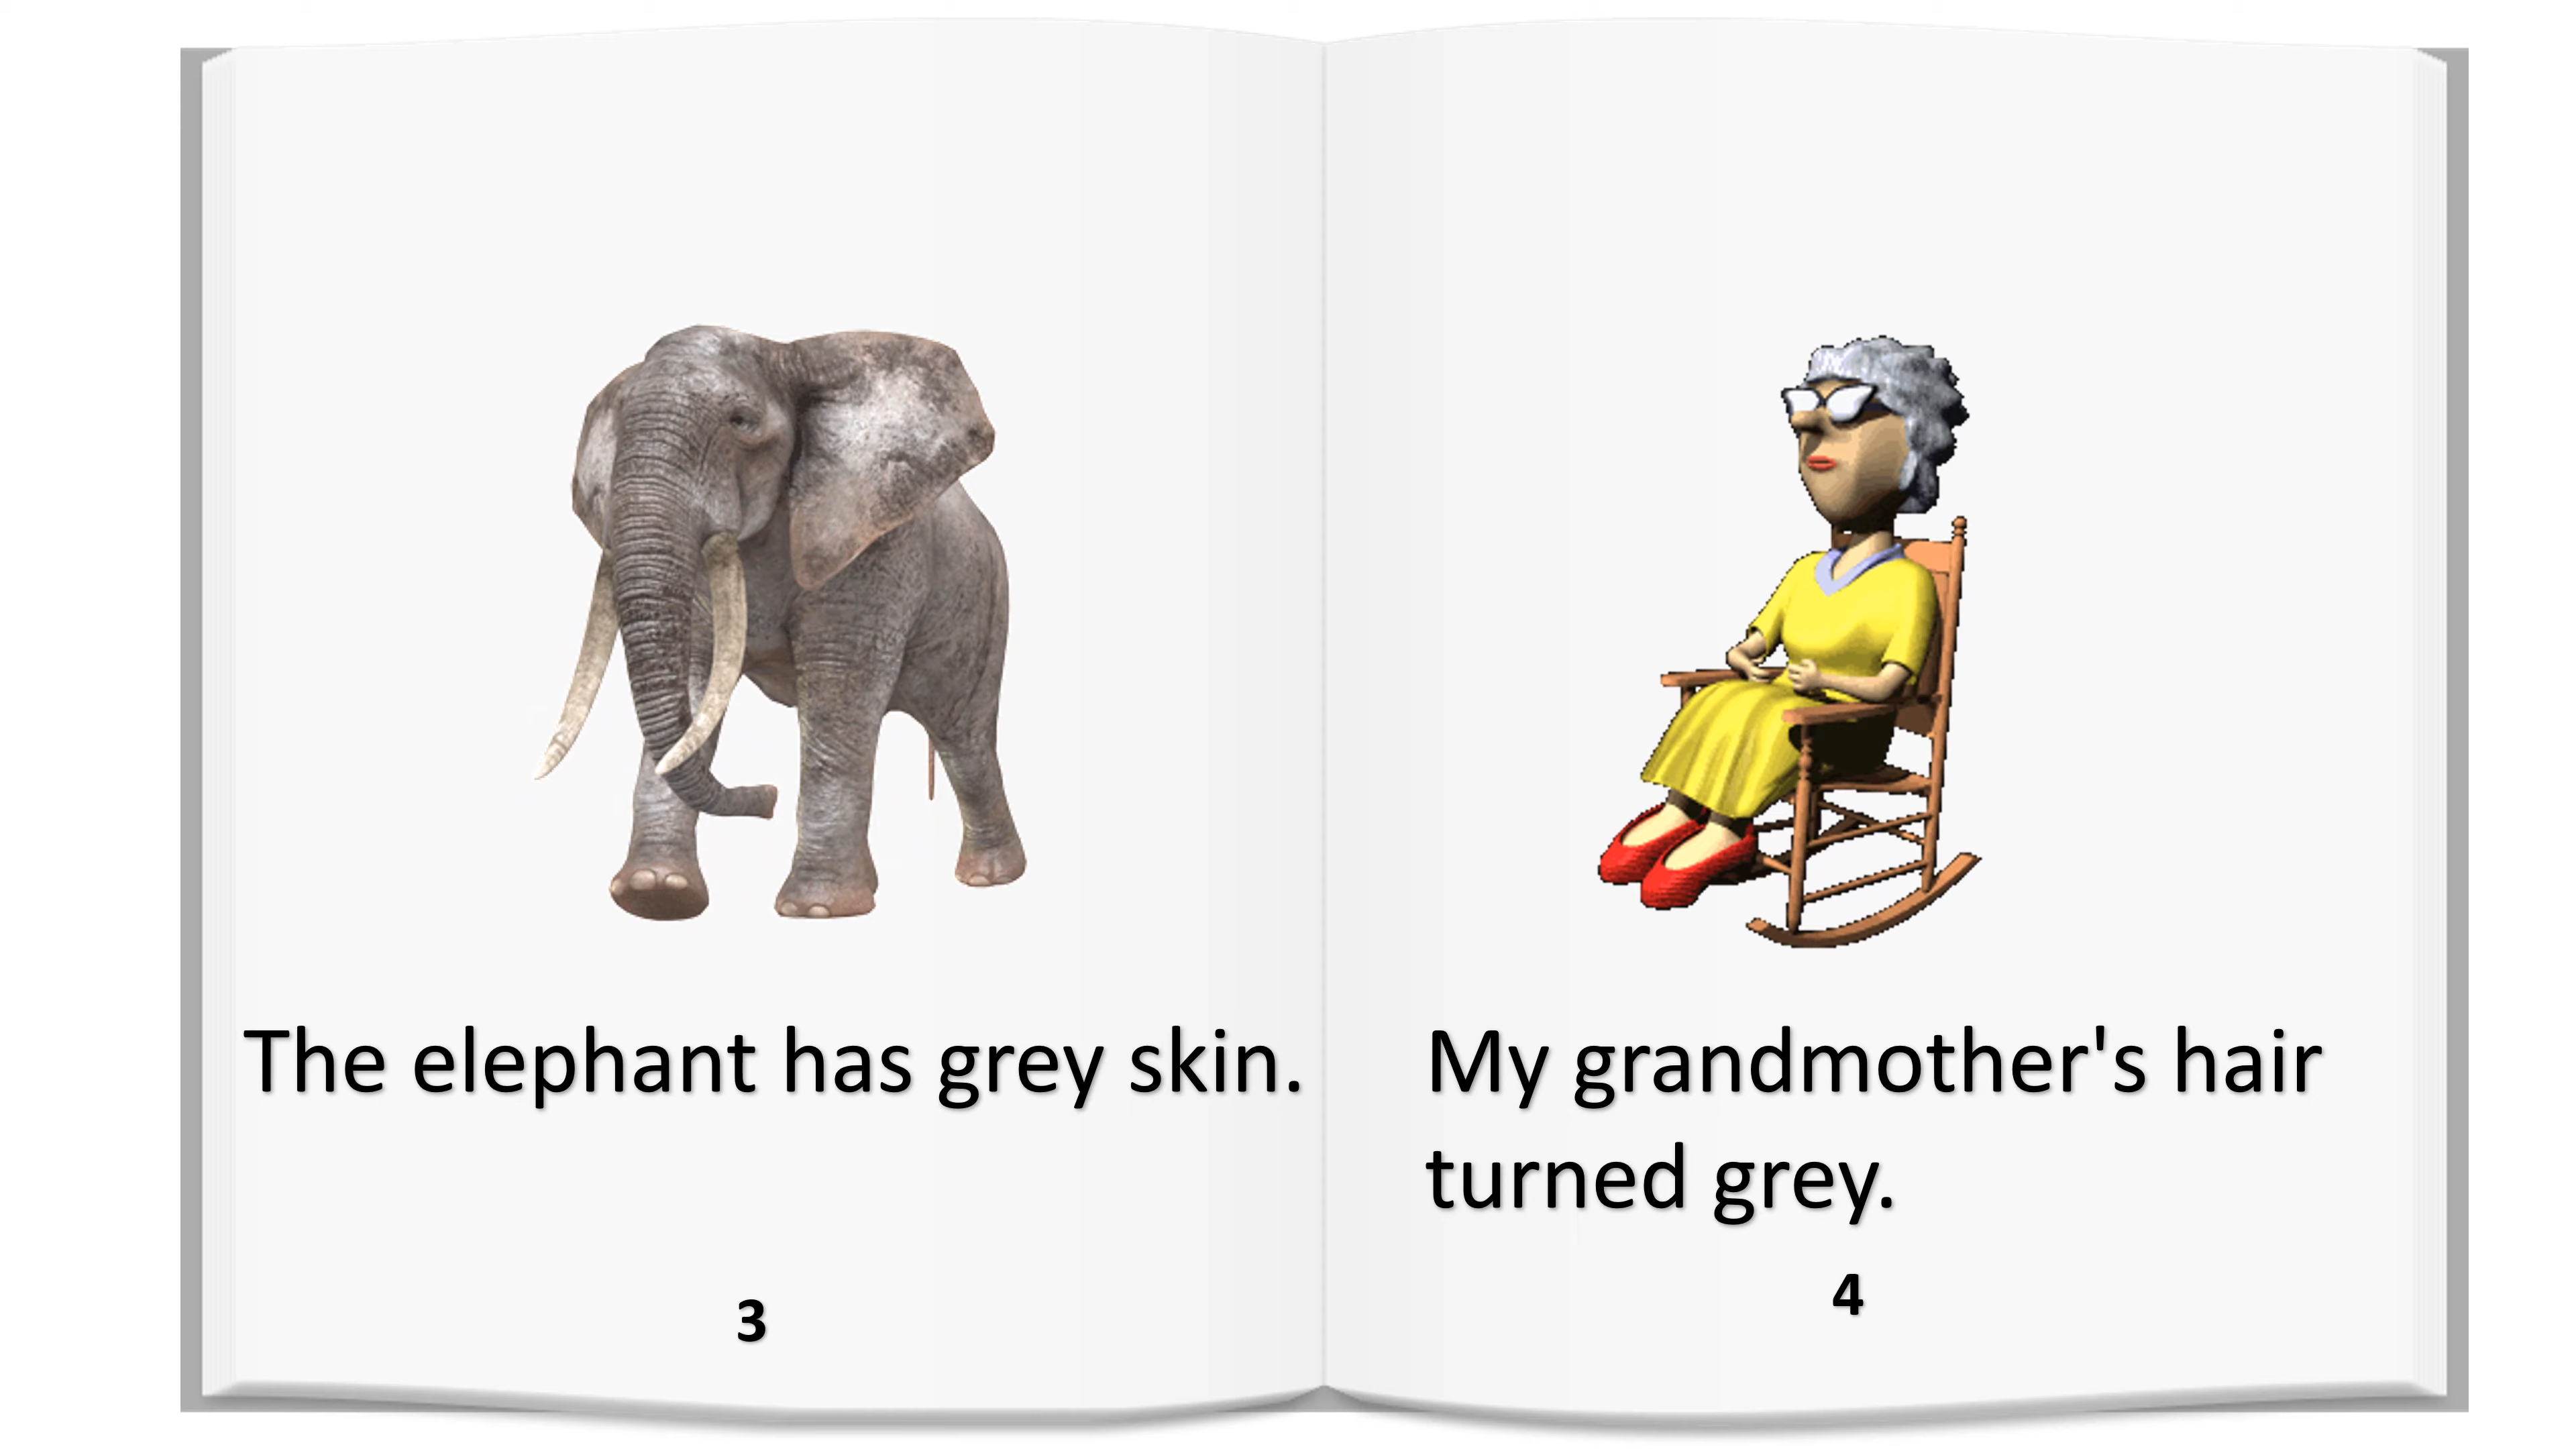 The elephant has grey skin.
3
My grandmother's hair
turned grey.
4